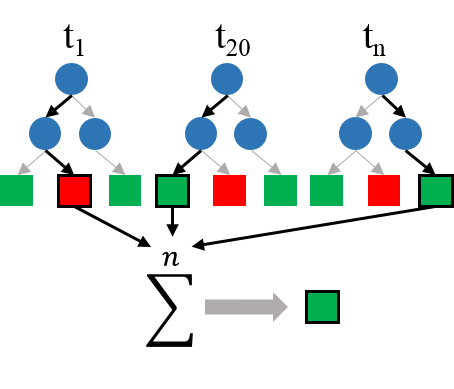 t₁ t₂₀ tₙ
n
∑